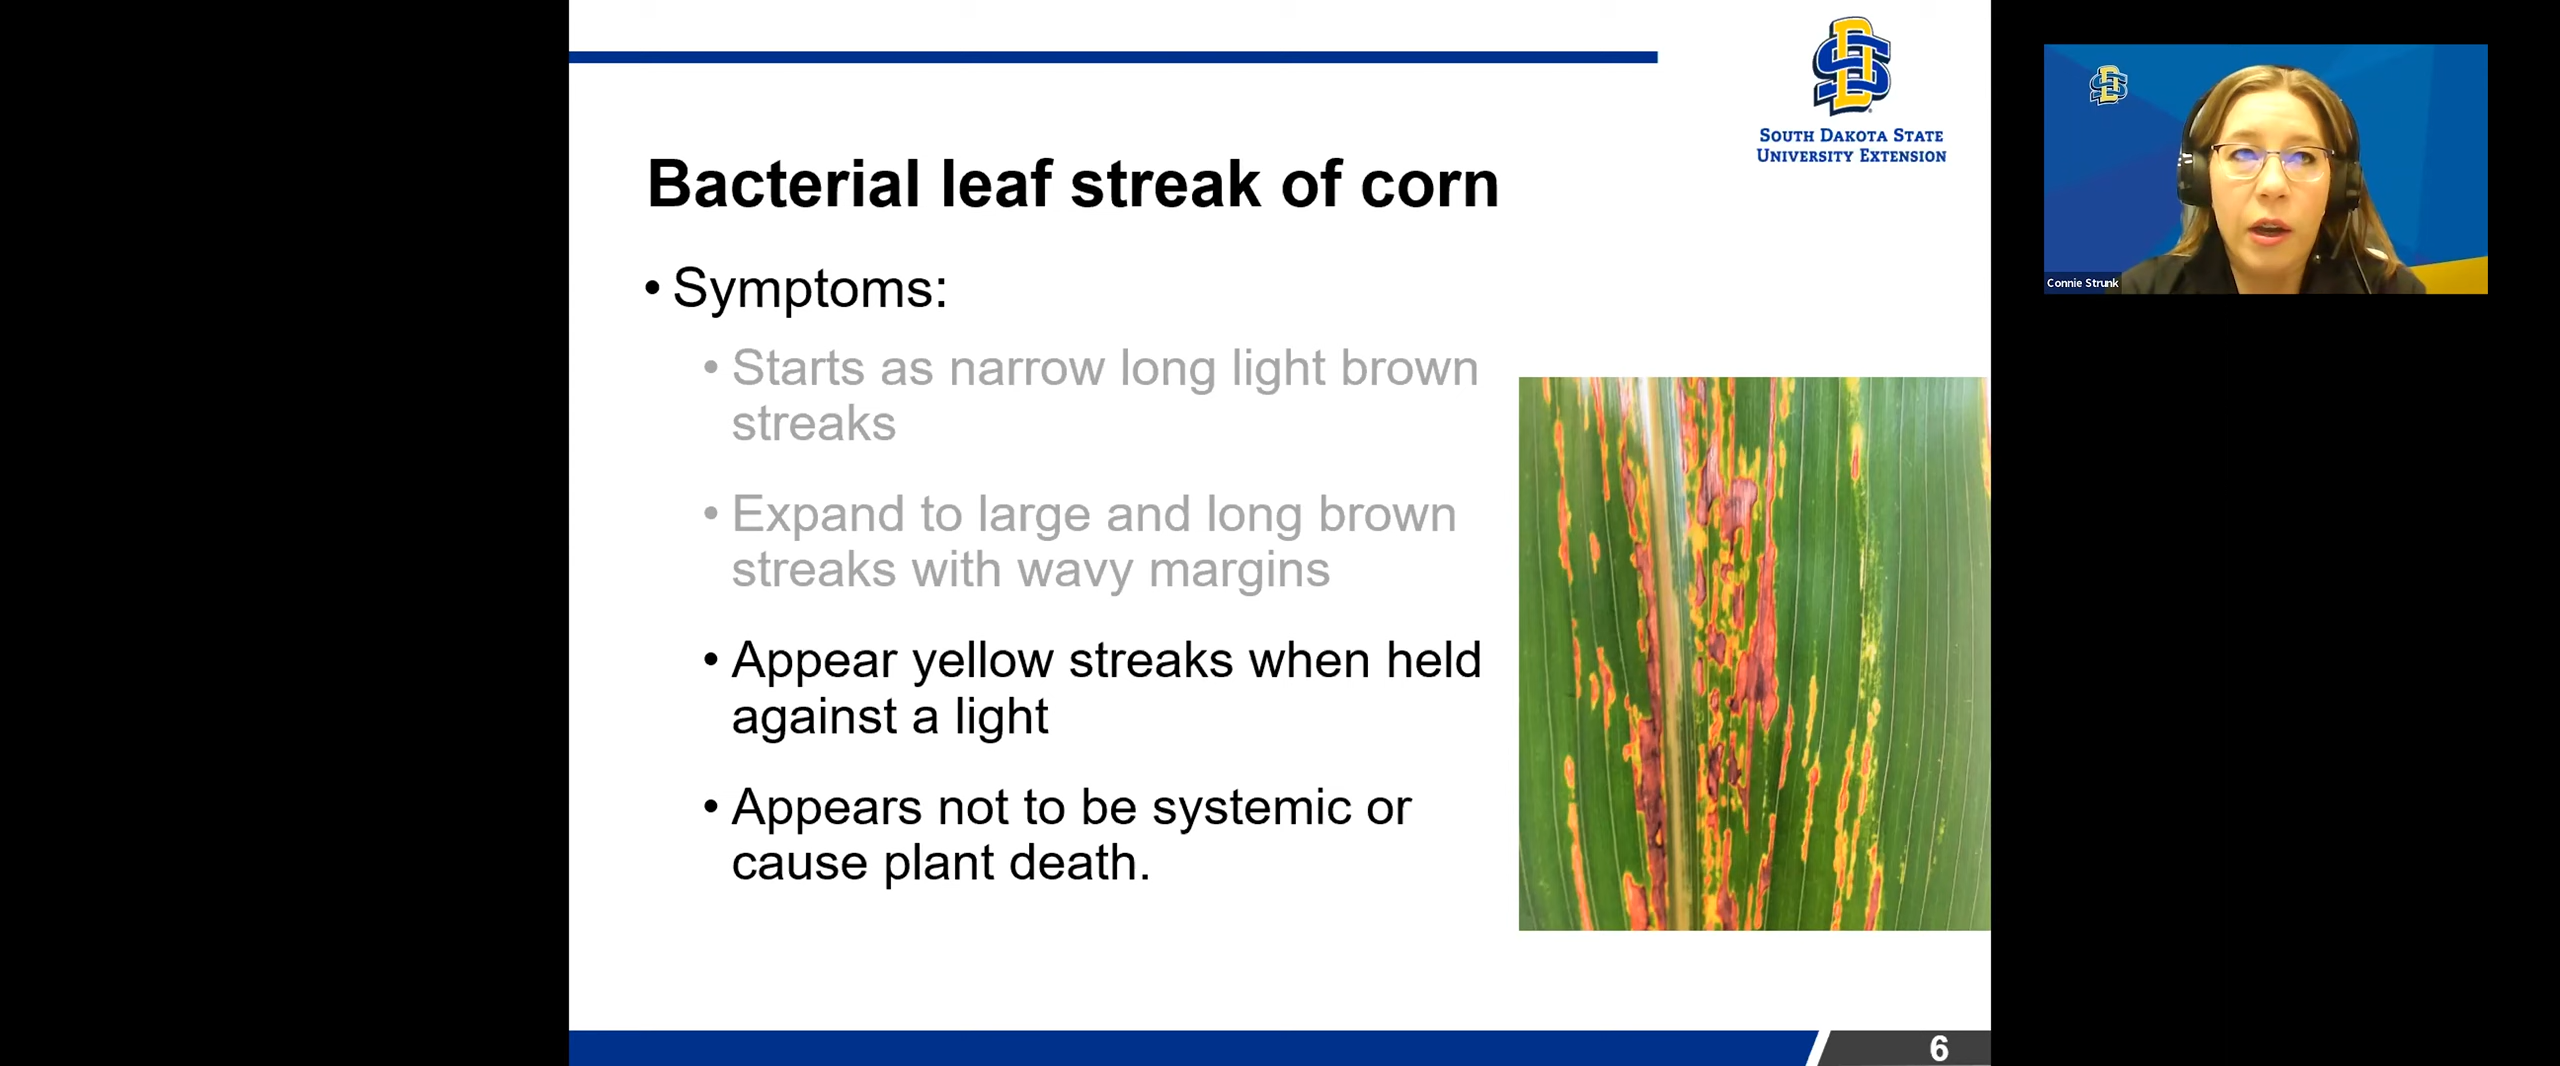 SOUTH DAKOTA STATE
UNIVERSITY EXTENSION
Bacterial leaf streak of corn
• Symptoms:
• Starts as narrow long light brown
streaks
• Expand to large and long brown
streaks with wavy margins
• Appear yellow streaks when held
against a light
• Appears not to be systemic or
cause plant death.
6
Connie Strunk